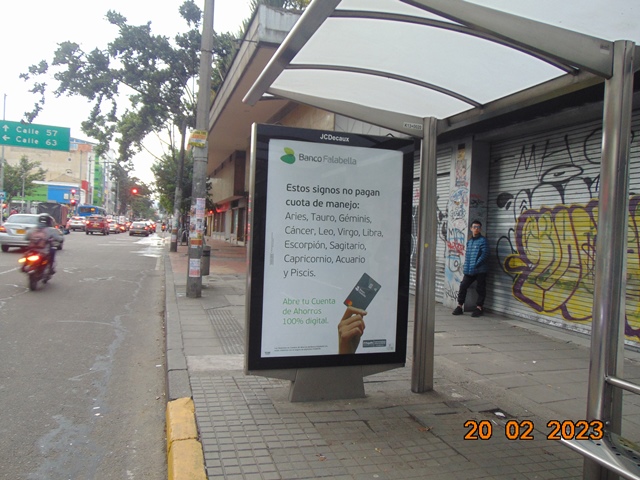 Calle 57
Calle 63
JCDecaux
Banco Falabella
Estos signos no pagan
cuota de manejo:
Aries, Tauro, Géminis,
Cáncer, Leo, Virgo, Libra,
Escorpión, Sagitario,
Capricornio, Acuario
y Piscis.
Abre tu Cuenta
de Ahorros
100% digital.
20 02 2023